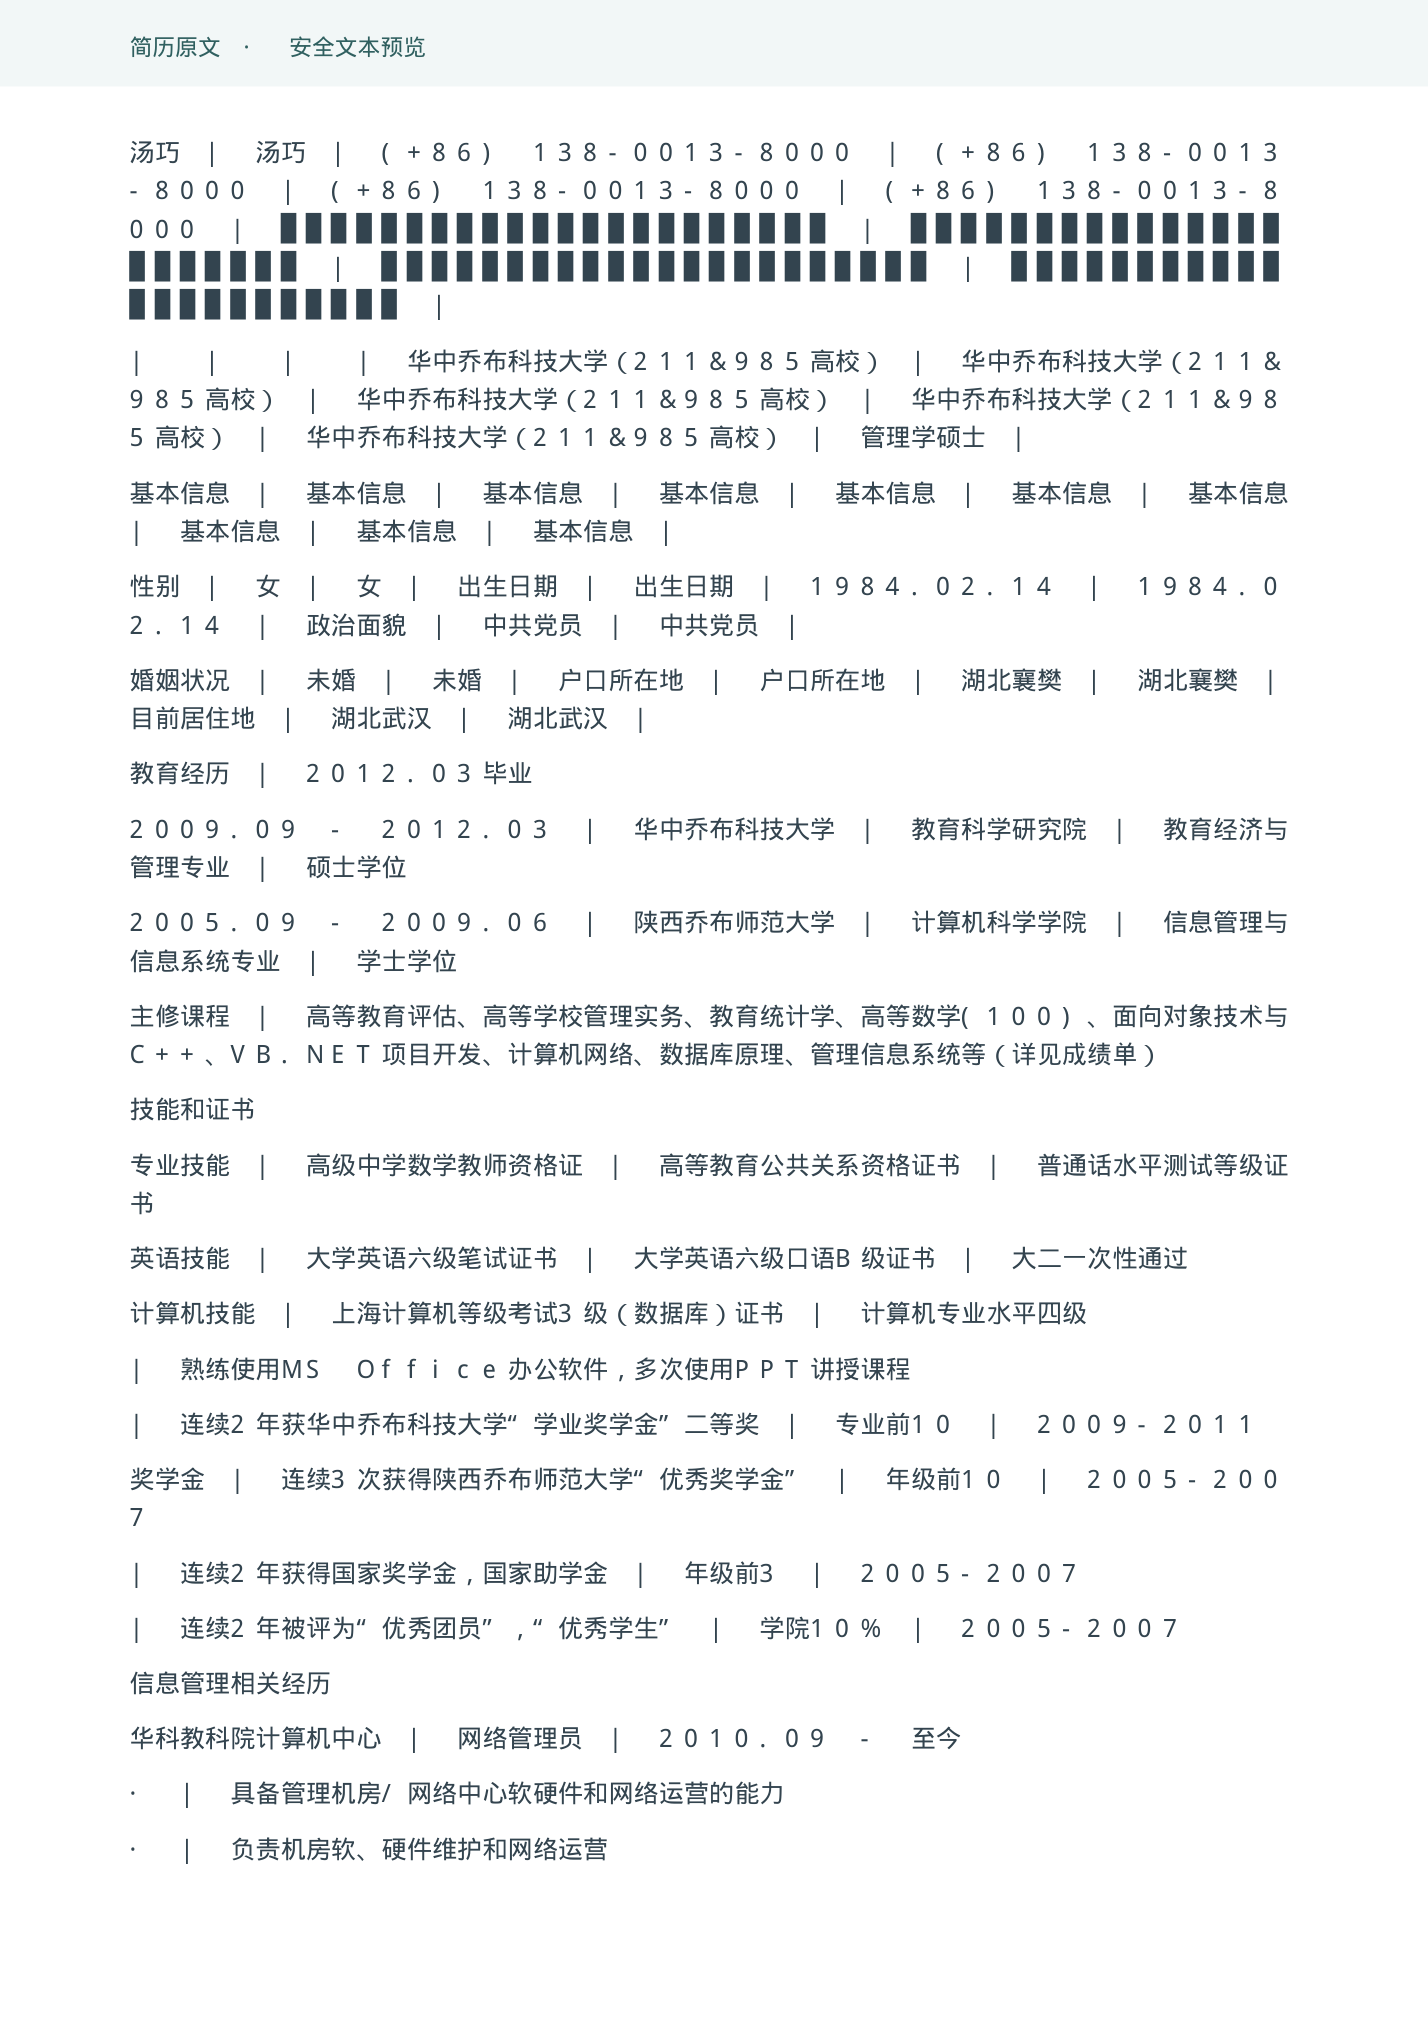 简历原文 · 安全文本预览
汤巧 | 汤巧 | (+86) 138-0013-8000 | (+86) 138-0013
-8000 | (+86) 138-0013-8000 | (+86) 138-0013-8
000 | ██████████████████████ | ███████████████
███████ | ██████████████████████ | ███████████
███████████ |
| | | | 华中乔布科技大学(211&985高校) | 华中乔布科技大学(211&
985高校) | 华中乔布科技大学(211&985高校) | 华中乔布科技大学(211&98
5高校) | 华中乔布科技大学(211&985高校) | 管理学硕士 |
基本信息 | 基本信息 | 基本信息 | 基本信息 | 基本信息 | 基本信息 | 基本信息
| 基本信息 | 基本信息 | 基本信息 |
性别 | 女 | 女 | 出生日期 | 出生日期 | 1984.02.14 | 1984.0
2.14 | 政治面貌 | 中共党员 | 中共党员 |
婚姻状况 | 未婚 | 未婚 | 户口所在地 | 户口所在地 | 湖北襄樊 | 湖北襄樊 |
目前居住地 | 湖北武汉 | 湖北武汉 |
教育经历 | 2012.03毕业
2009.09 - 2012.03 | 华中乔布科技大学 | 教育科学研究院 | 教育经济与
管理专业 | 硕士学位
2005.09 - 2009.06 | 陕西乔布师范大学 | 计算机科学学院 | 信息管理与
信息系统专业 | 学士学位
主修课程 | 高等教育评估、高等学校管理实务、教育统计学、高等数学(100)、面向对象技术与
C++、VB.NET项目开发、计算机网络、数据库原理、管理信息系统等(详见成绩单)
技能和证书
专业技能 | 高级中学数学教师资格证 | 高等教育公共关系资格证书 | 普通话水平测试等级证
书
英语技能 | 大学英语六级笔试证书 | 大学英语六级口语B级证书 | 大二一次性通过
计算机技能 | 上海计算机等级考试3级(数据库)证书 | 计算机专业水平四级
| 熟练使用MS Office办公软件,多次使用PPT讲授课程
| 连续2年获华中乔布科技大学“学业奖学金”二等奖 | 专业前10 | 2009-2011
奖学金 | 连续3次获得陕西乔布师范大学“优秀奖学金” | 年级前10 | 2005-200
7
| 连续2年获得国家奖学金,国家助学金 | 年级前3 | 2005-2007
| 连续2年被评为“优秀团员”,“优秀学生” | 学院10% | 2005-2007
信息管理相关经历
华科教科院计算机中心 | 网络管理员 | 2010.09 - 至今
· | 具备管理机房/网络中心软硬件和网络运营的能力
· | 负责机房软、硬件维护和网络运营